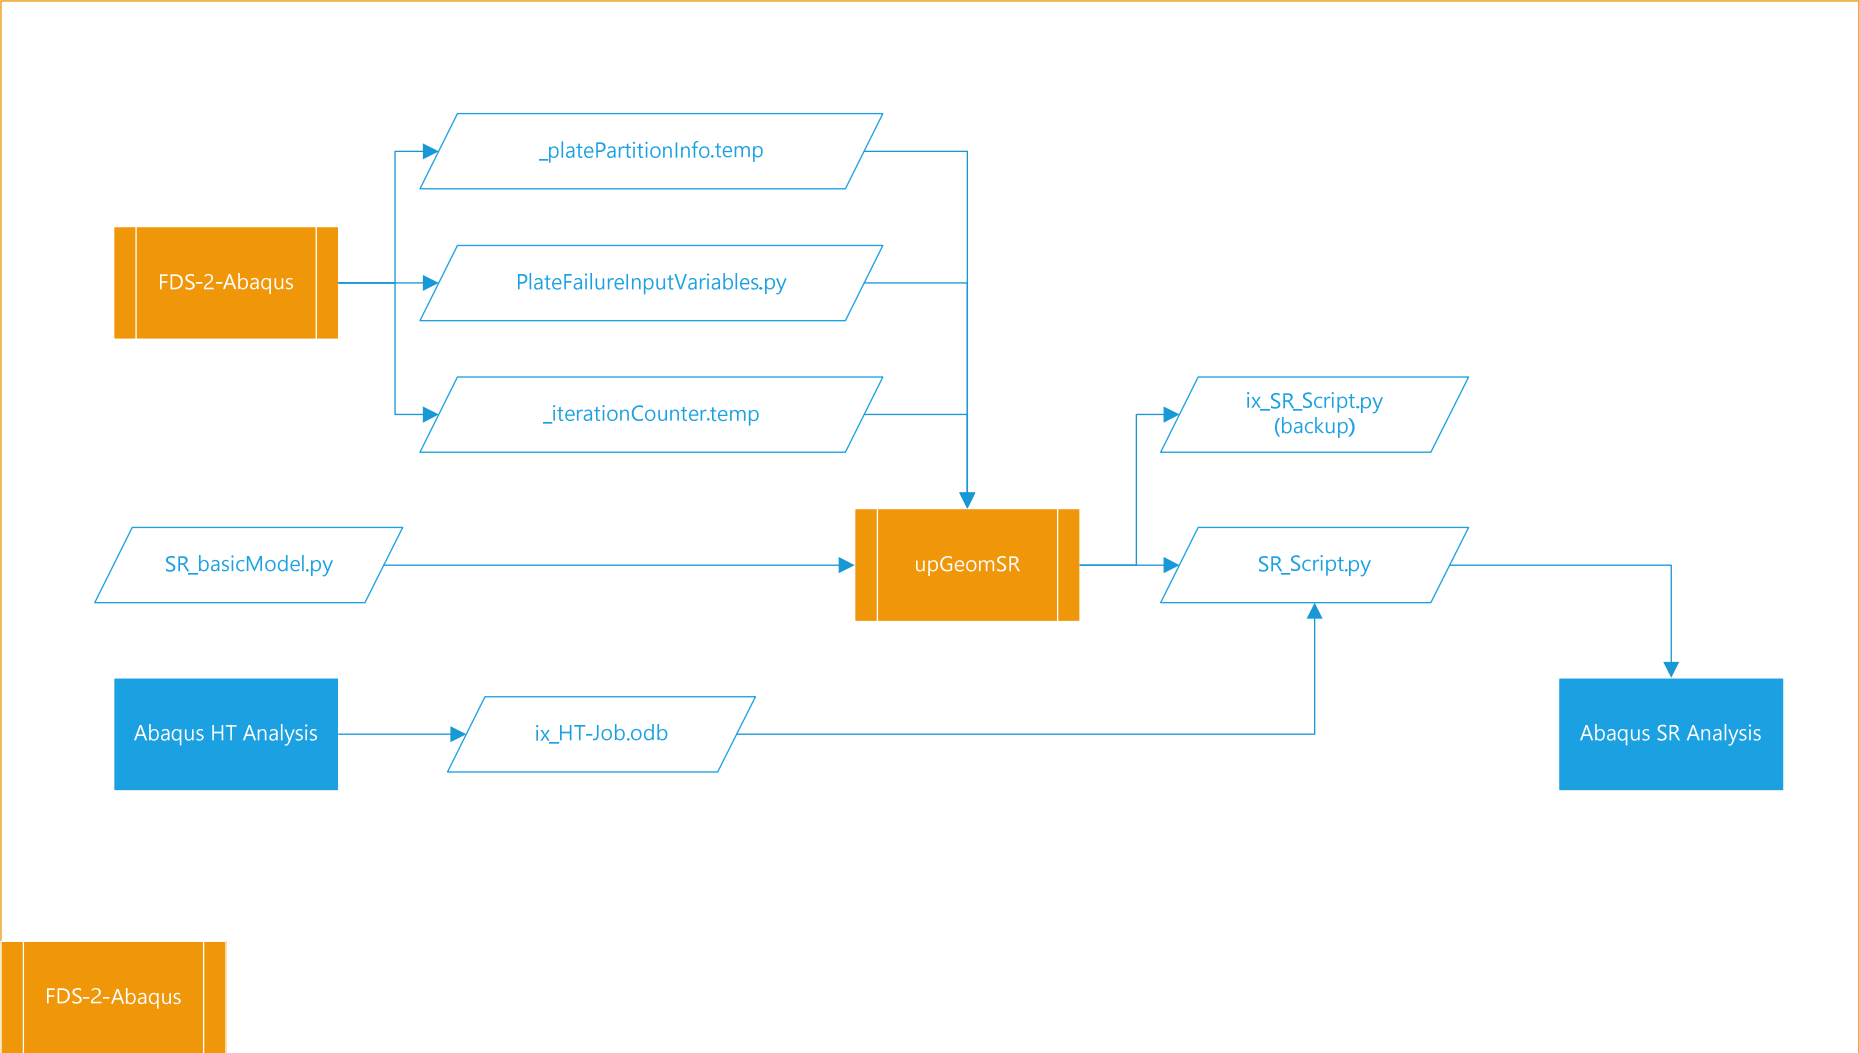 _platePartitionInfo.temp
FDS-2-Abaqus
PlateFailureInputVariables.py
_iterationCounter.temp
ix_SR_Script.py
(backup)
SR_basicModel.py
upGeomSR
SR_Script.py
Abaqus HT Analysis
ix_HT-Job.odb
Abaqus SR Analysis
FDS-2-Abaqus